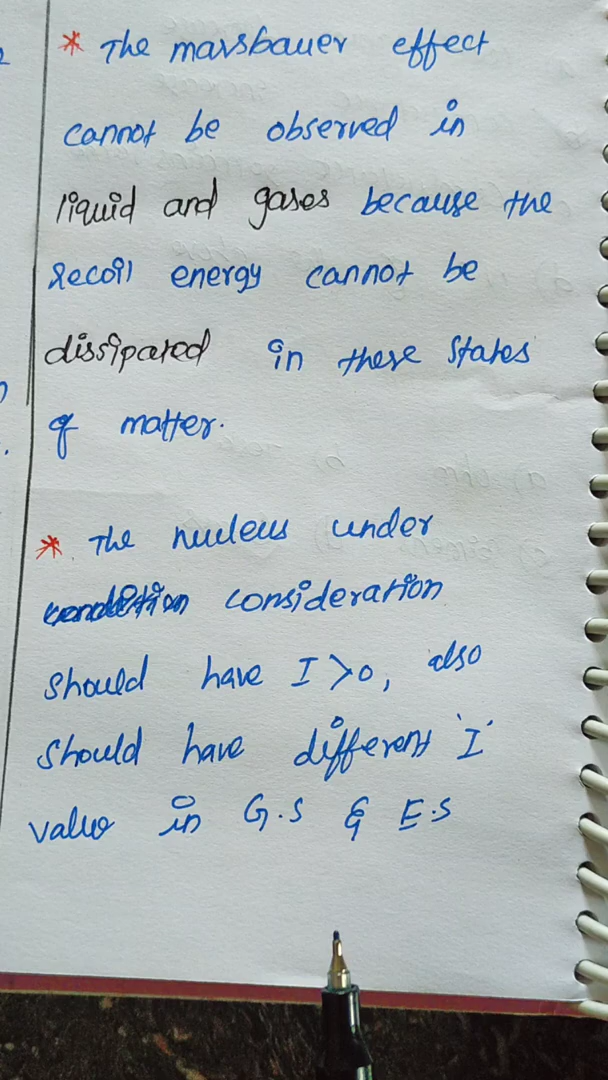 * The marsbauer effect
cannot be observed in
liquid and gases because the
recoil energy cannot be
dissipated in these states
of matter.
* The nucleus under
consideration
should have I >0, also
should have different 'I'
value in G.S & E.S